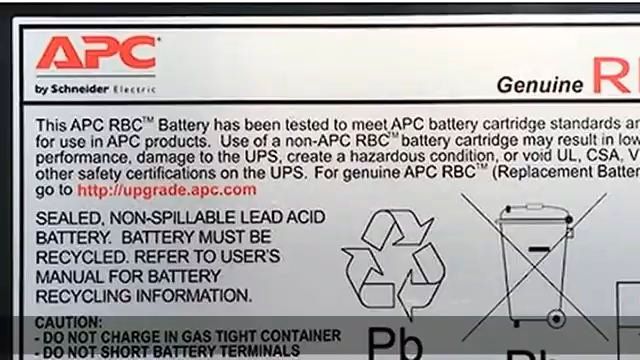 APC
by Schneider Electric
Genuine
This APC RBC™ Battery has been tested to meet APC battery cartridge standards
for use in APC products. Use of a non-APC RBC™ battery may result in
performance, damage to the UPS, create a hazardous condition, or void UL, CSA,
other safety certifications on the UPS. For genuine APC RBC™ (Replacement
go to http://upgrade.apc.com
SEALED, NON-SPILLABLE LEAD ACID
BATTERY. BATTERY MUST BE
RECYCLED. REFER TO USER'S
MANUAL FOR BATTERY
RECYCLING INFORMATION.
CAUTION:
- DO NOT CHARGE IN GAS TIGHT CONTAINER
- DO NOT SHORT BATTERY TERMINALS
Pb
Pb